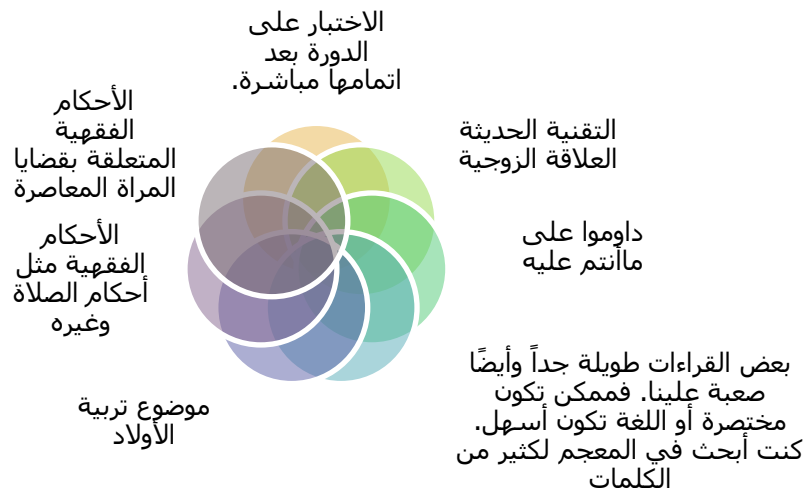 الاختبار على
الدورة بعد
اتمامها مباشرة.
التقنية الحديثة
العلاقة الزوجية
داوموا على
ماأنتم عليه
بعض القراءات طويلة جداً وأيضًا
صعبة علينا. فممكن تكون
مختصرة أو اللغة تكون أسهل.
كنت أبحث في المعجم لكثير من
الكلمات
موضوع تربية
الأولاد
الأحكام
الفقهية مثل
أحكام الصلاة
وغيره
الأحكام
الفقهية
المتعلقة بقضايا
المراة المعاصرة